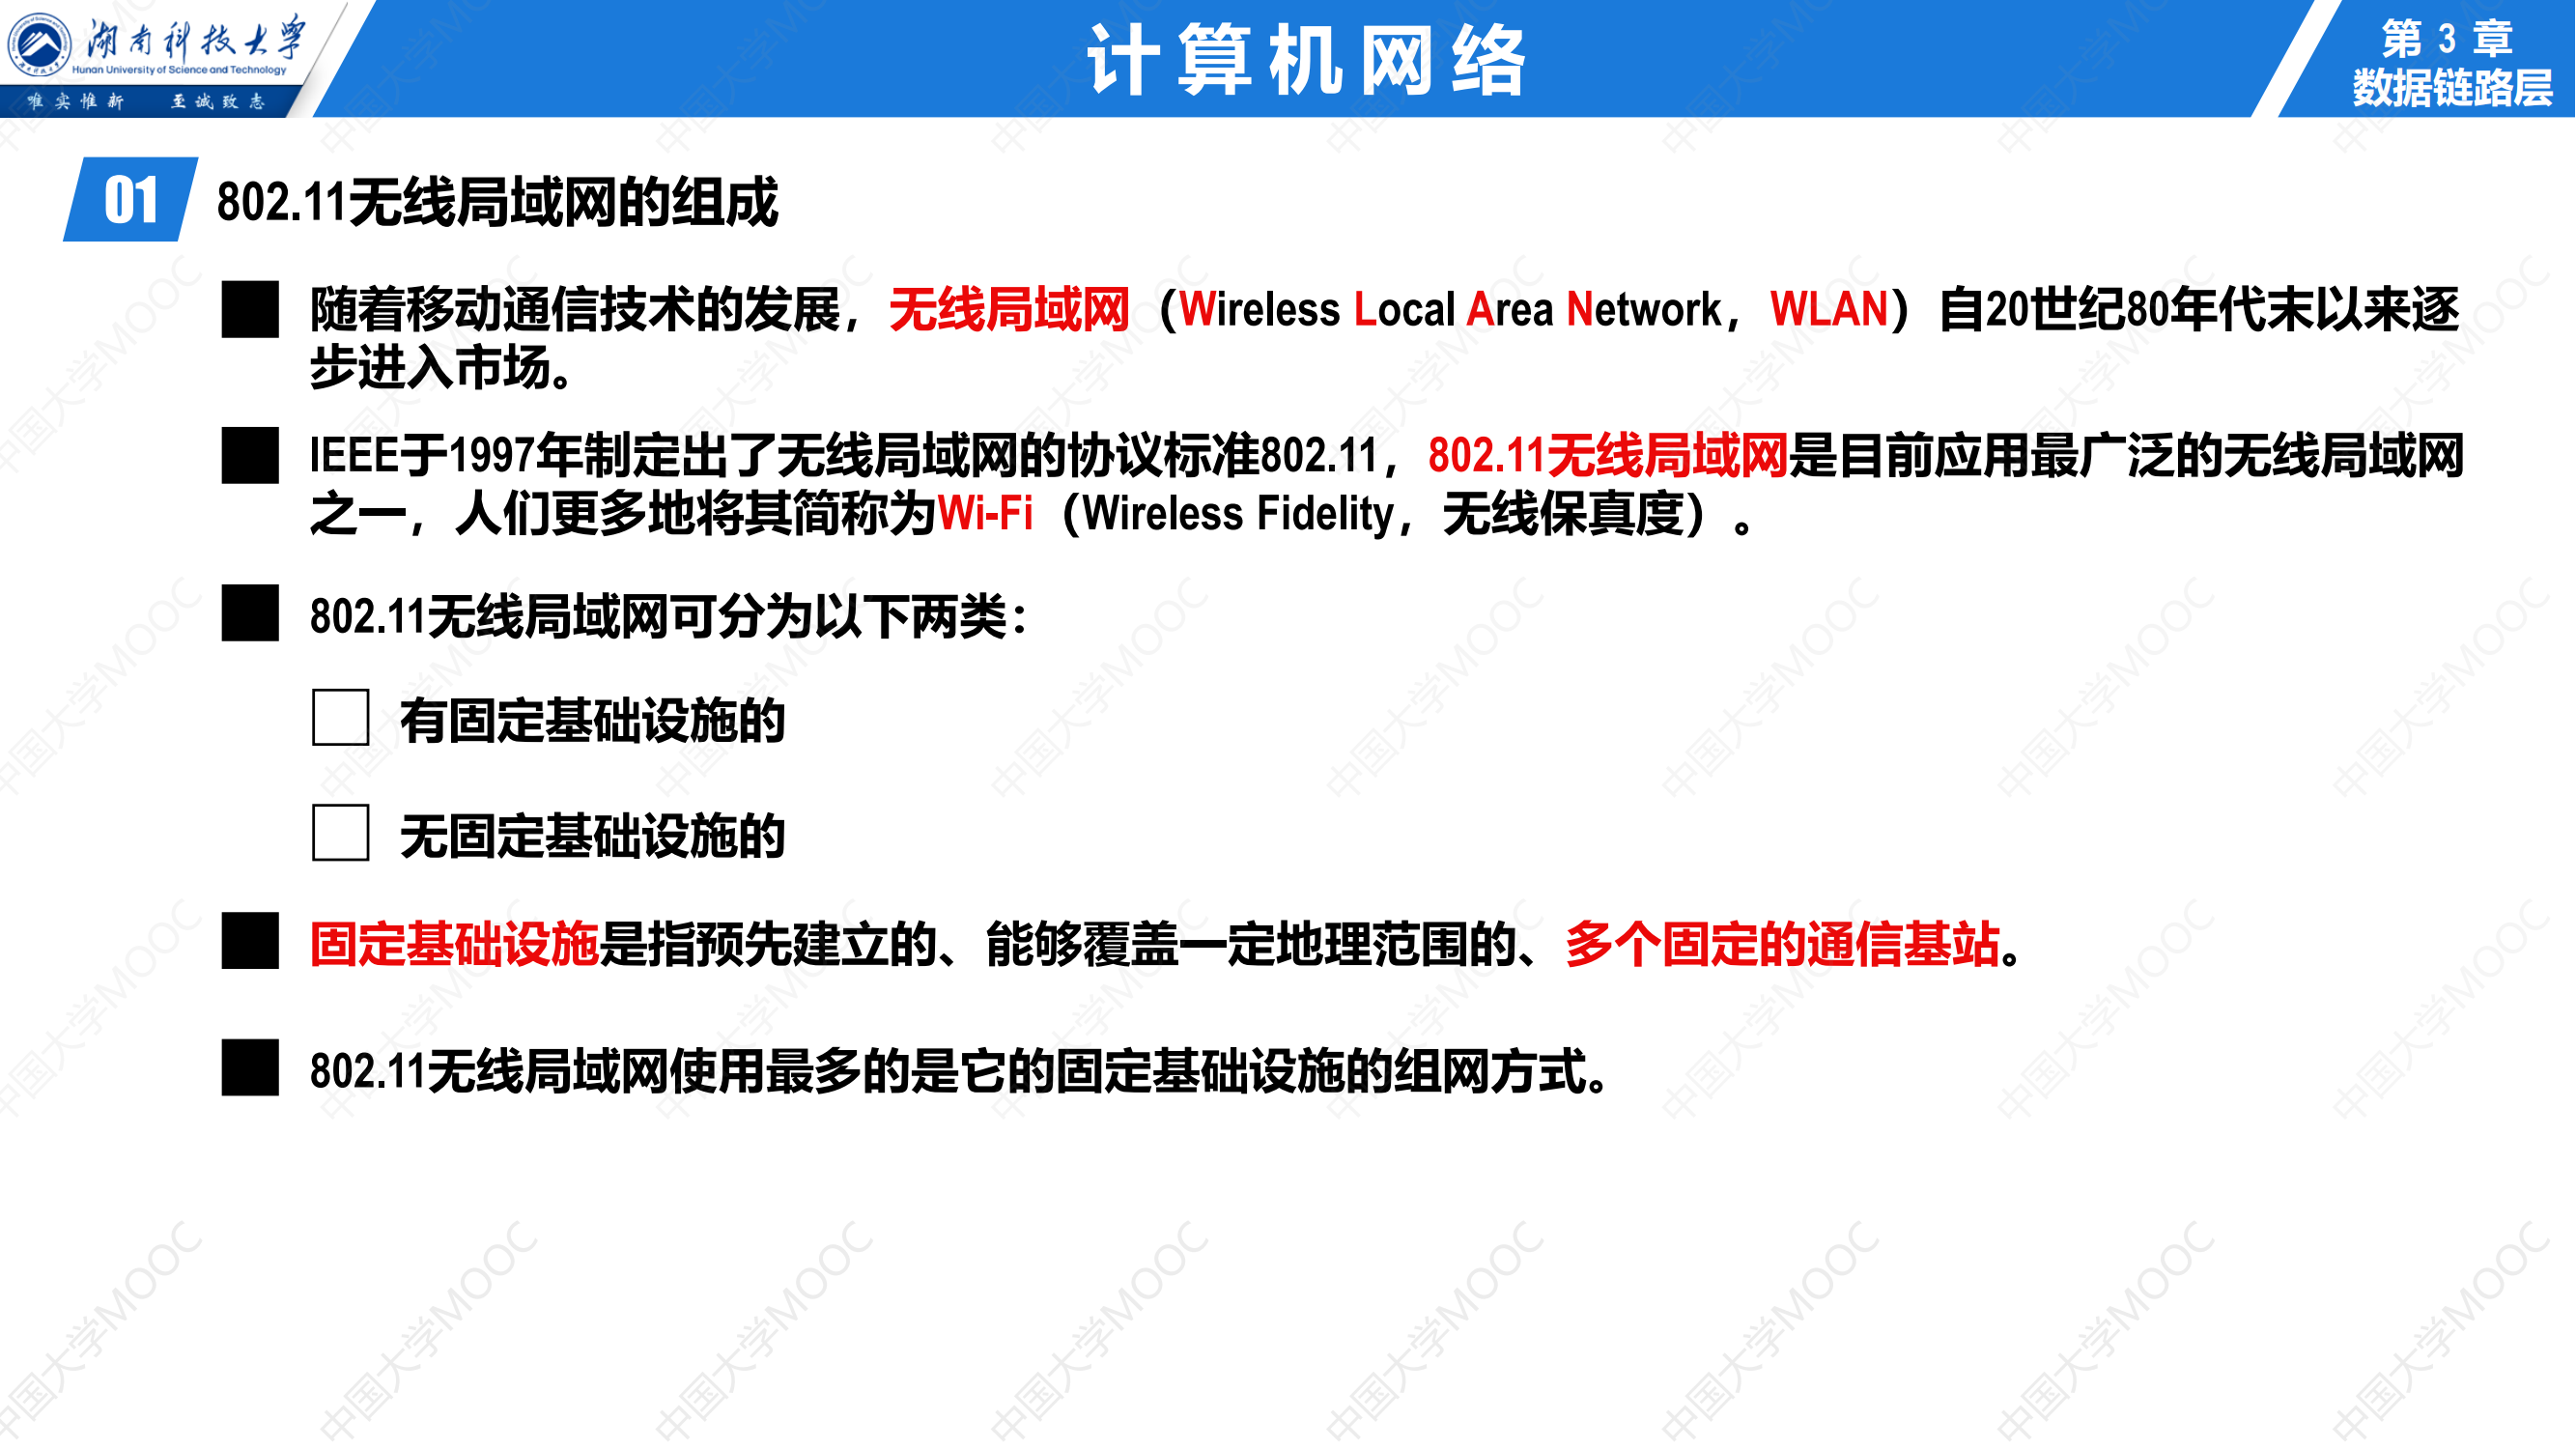 湖南科技大学
Hunan University of Science and Technology
唯实惟新 至诚致志
计算机网络
第 3 章
数据链路层
01 802.11无线局域网的组成
随着移动通信技术的发展，无线局域网（Wireless Local Area Network，WLAN）自20世纪80年代末以来逐
步进入市场。
IEEE于1997年制定出了无线局域网的协议标准802.11，802.11无线局域网是目前应用最广泛的无线局域网
之一，人们更多地将其简称为Wi-Fi（Wireless Fidelity，无线保真度）。
802.11无线局域网可分为以下两类：
有固定基础设施的
无固定基础设施的
固定基础设施是指预先建立的、能够覆盖一定地理范围的、多个固定的通信基站。
802.11无线局域网使用最多的是它的固定基础设施的组网方式。
中国大学MOOC